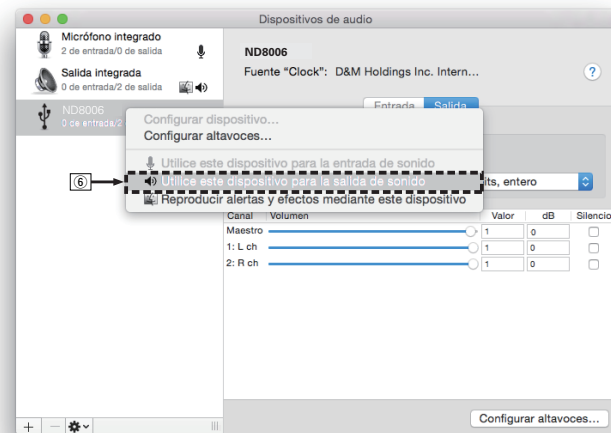 Dispositivos de audio
Micrófono integrado
2 de entrada/0 de salida
Salida integrada
0 de entrada/2 de salida
ND8006
0 de entrada/2
ND8006
Fuente “Clock”: D&M Holdings Inc. Intern...
?
Entrada Salida
Configurar dispositivo...
Configurar altavoces...
Utilice este dispositivo para la entrada de sonido
⑥
Utilice este dispositivo para la salida de sonido
Reproducir alertas y efectos mediante este dispositivo
its, entero
Canal Volumen Valor dB Silencio
Maestro 1 0
1: L ch 1 0
2: R ch 1 0
Configurar altavoces...